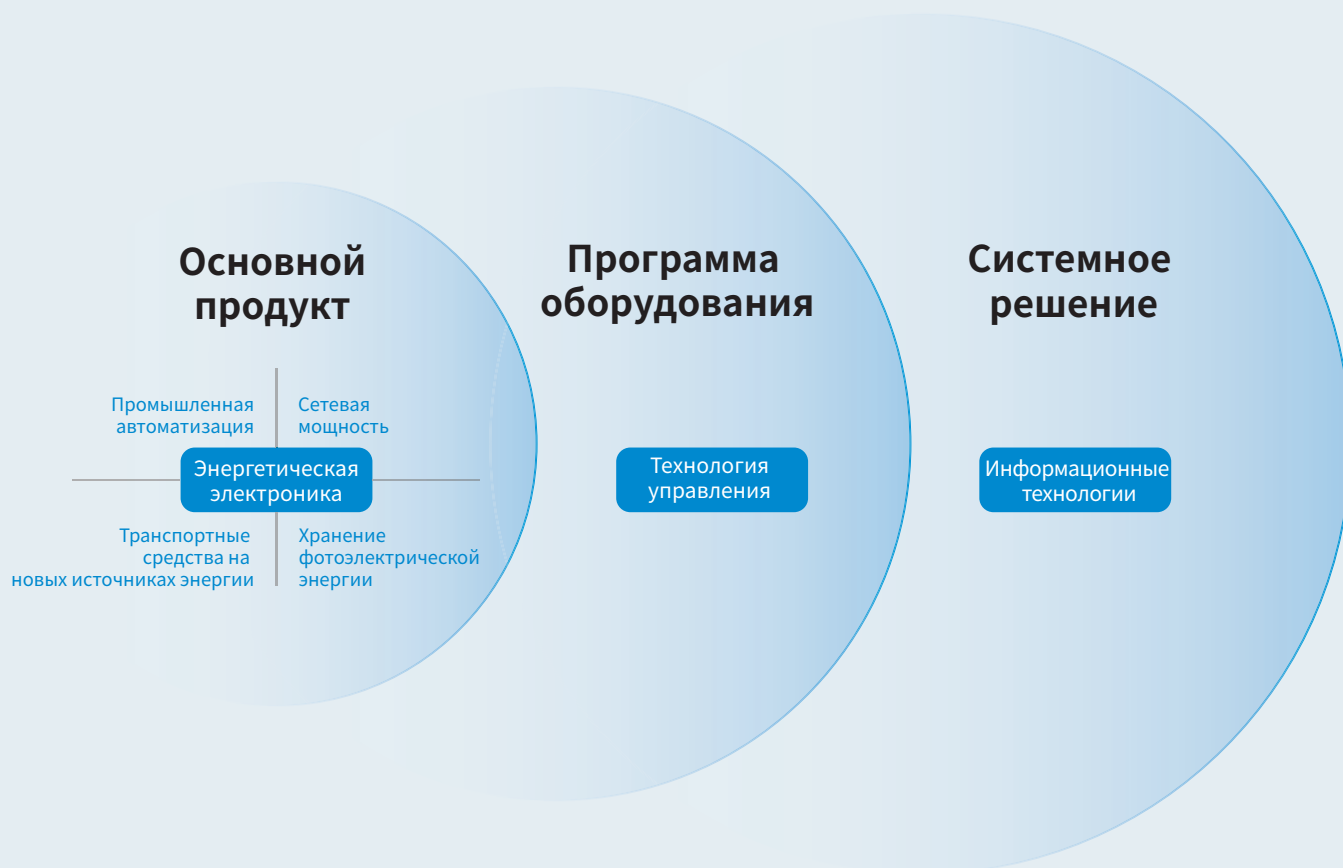 Основной
продукт
Промышленная
автоматизация
Сетевая
мощность
Энергетическая
электроника
Транспортные
средства на
новых источниках энергии
Хранение
фотоэлектрической
энергии
Программа
оборудования
Технология
управления
Системное
решение
Информационные
технологии